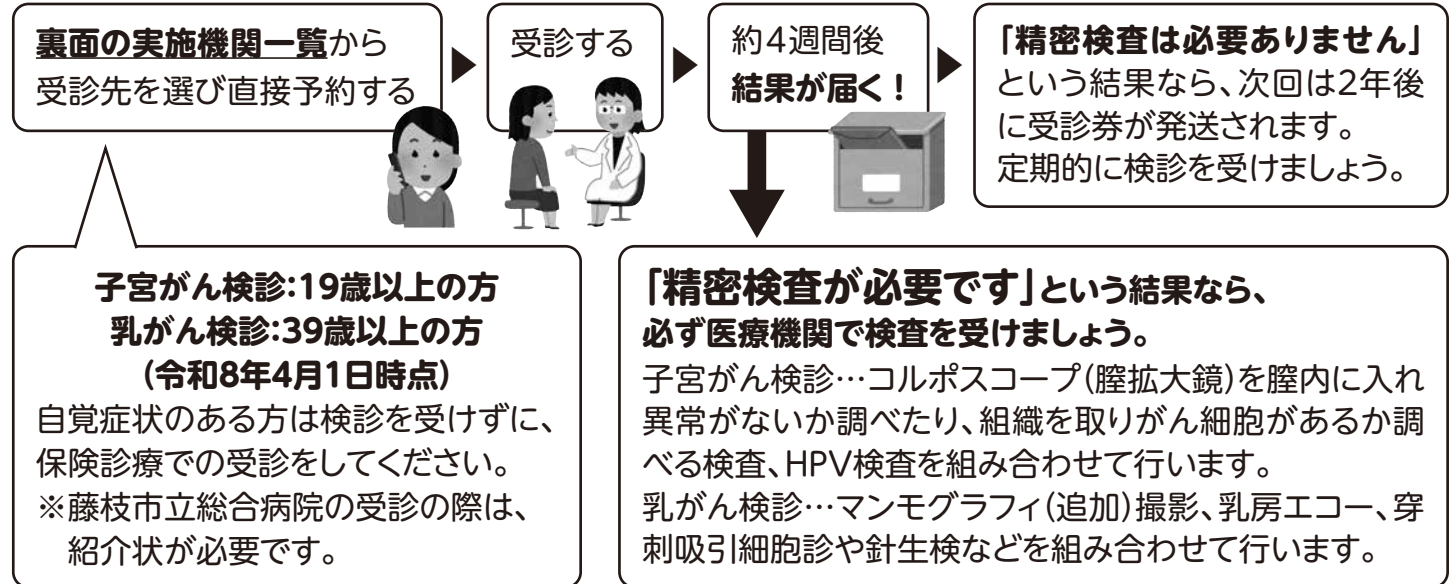 裏面の実施機関一覧から
受診先を選び直接予約する
受診する
約4週間後
結果が届く！
「精密検査は必要ありません」
という結果なら、次回は2年後
に受診券が発送されます。
定期的に検診を受けましょう。
子宮がん検診：19歳以上の方
乳がん検診：39歳以上の方
（令和8年4月1日時点）
自覚症状のある方は検診を受けずに、
保険診療での受診をしてください。
※藤枝市立総合病院の受診の際は、
紹介状が必要です。
「精密検査が必要です」という結果なら、
必ず医療機関で検査を受けましょう。
子宮がん検診…コルポスコープ（膣拡大鏡）を膣内に入れ
異常がないか調べたり、組織を取りがん細胞があるか調
べる検査、HPV検査を組み合わせて行います。
乳がん検診…マンモグラフィ（追加）撮影、乳房エコー、穿
刺吸引細胞診や針生検などを組み合わせて行います。